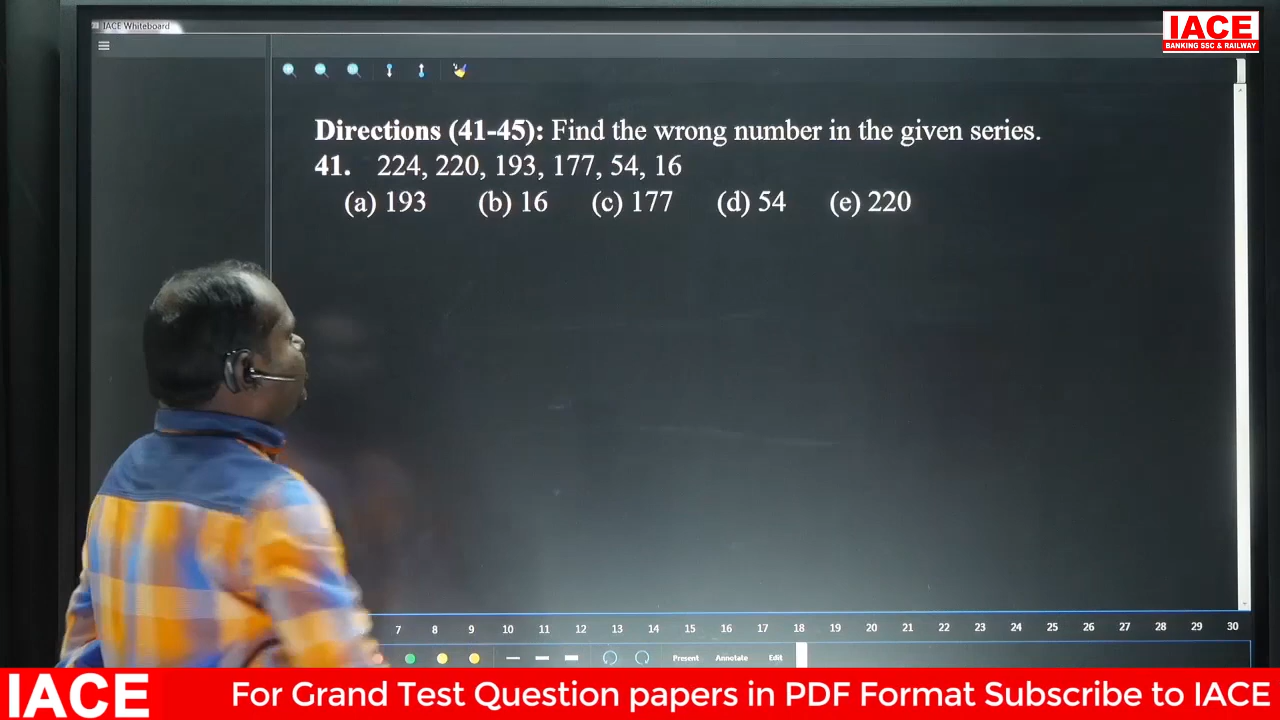 IACE Whiteboard
IACE
BANKING SSC & RAILWAY
Directions (41-45): Find the wrong number in the given series.
41. 224, 220, 193, 177, 54, 16
(a) 193 (b) 16 (c) 177 (d) 54 (e) 220
7 8 9 10 11 12 13 14 15 16 17 18 19 20 21 22 23 24 25 26 27 28 29 30
Present Annotate Edit
IACE For Grand Test Question papers in PDF Format Subscribe to IACE